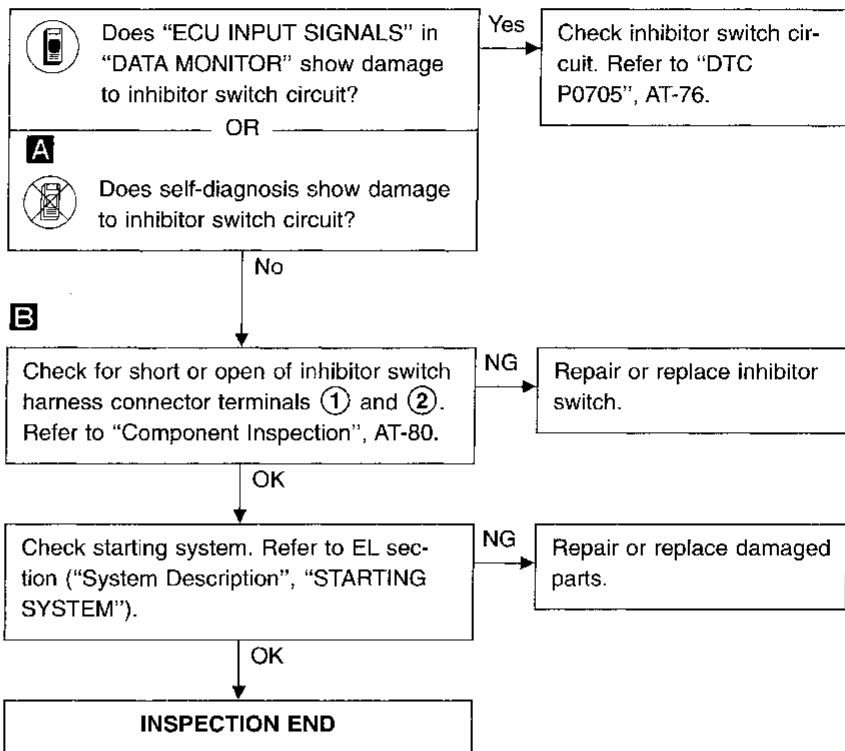 Does “ECU INPUT SIGNALS” in
“DATA MONITOR” show damage
to inhibitor switch circuit?
Yes
Check inhibitor switch cir-
cuit. Refer to “DTC
P0705”, AT-76.
OR
A
Does self-diagnosis show damage
to inhibitor switch circuit?
No
B
Check for short or open of inhibitor switch
harness connector terminals ① and ②.
Refer to “Component Inspection”, AT-80.
NG
Repair or replace inhibitor
switch.
OK
Check starting system. Refer to EL sec-
tion (“System Description”, “STARTING
SYSTEM”).
NG
Repair or replace damaged
parts.
OK
INSPECTION END